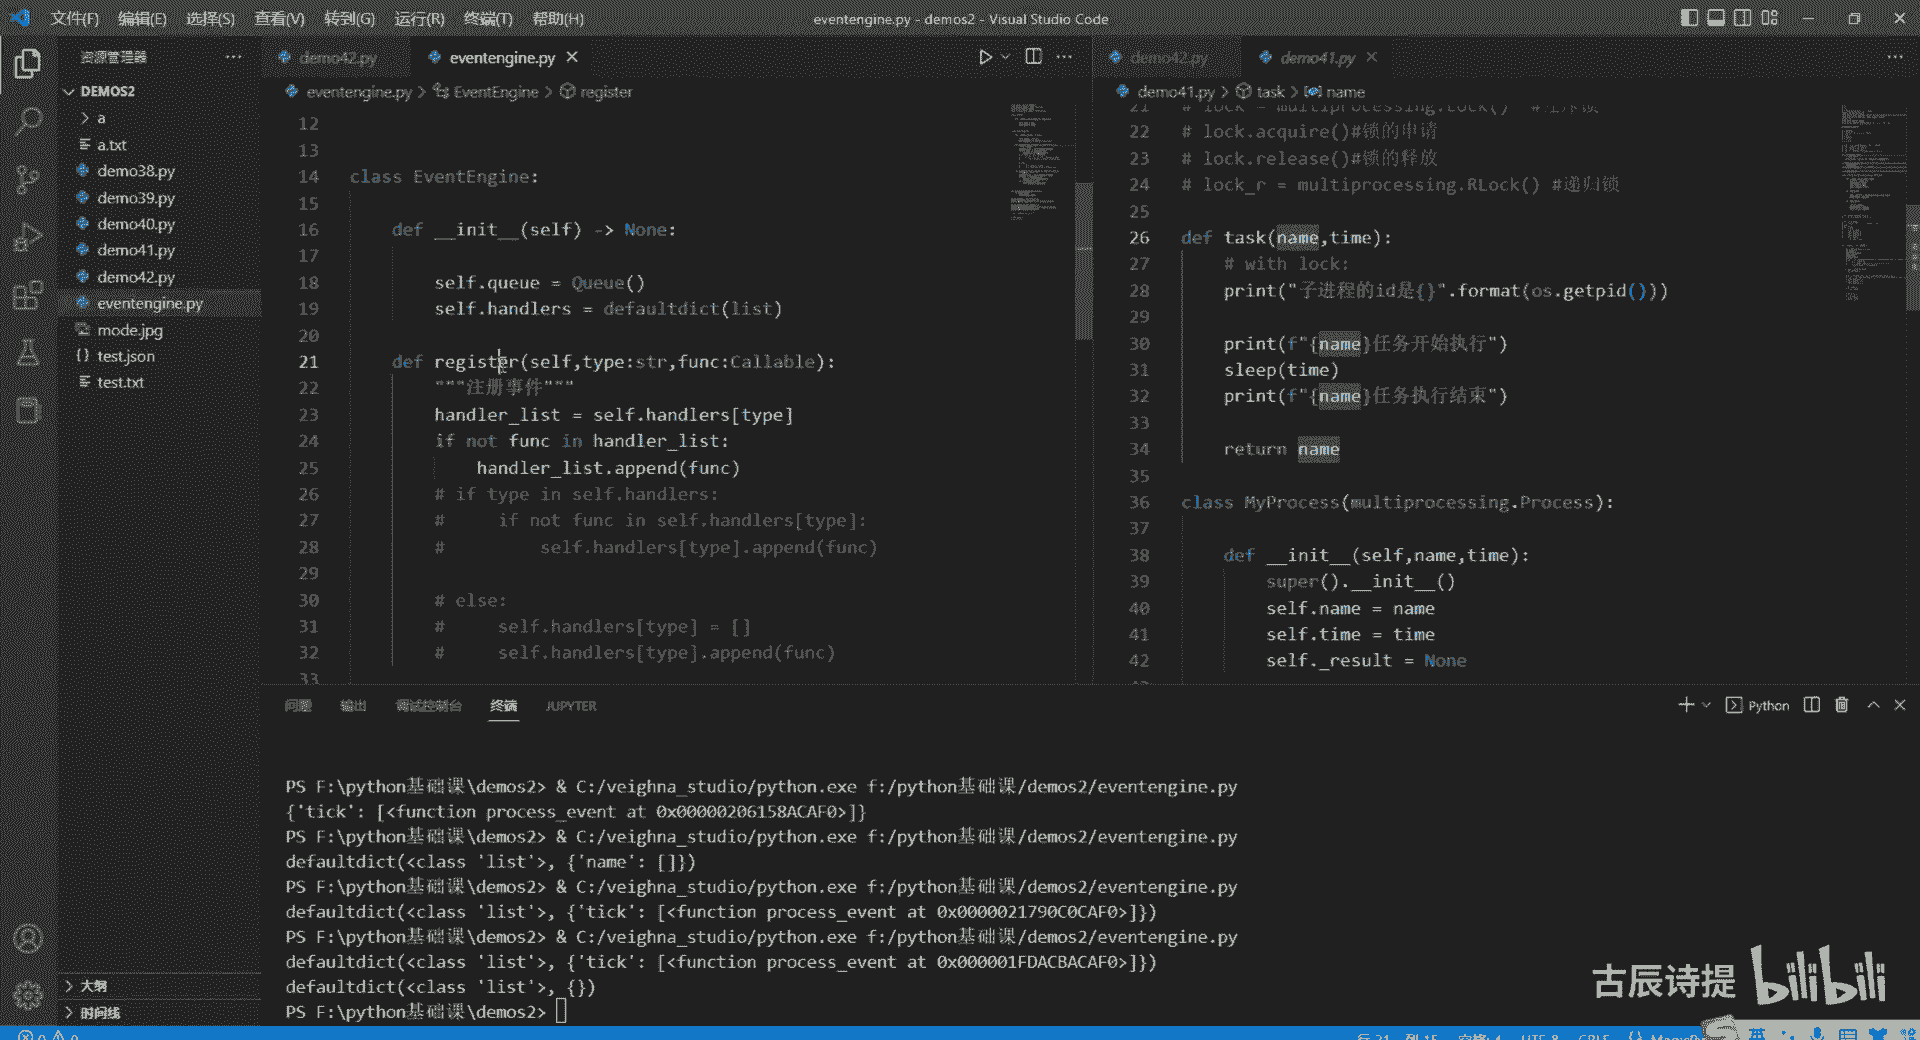 文件(F) 编辑(E) 选择(S) 查看(V) 转到(G) 运行(R) 终端(T) 帮助(H)
eventengine.py - demos2 - Visual Studio Code
资源管理器
DEMOS2
a
a.txt
demo38.py
demo39.py
demo40.py
demo41.py
demo42.py
eventengine.py
mode.jpg
test.json
test.txt
大纲
时间线
demo42.py eventengine.py
eventengine.py > EventEngine > register
12
13
14 class EventEngine:
15
16 def __init__(self) -> None:
17
18 self.queue = Queue()
19 self.handlers = defaultdict(list)
20
21 def register(self,type:str,func:Callable):
22 """注册事件"""
23 handler_list = self.handlers[type]
24 if not func in handler_list:
25 handler_list.append(func)
26 # if type in self.handlers:
27 # if not func in self.handlers[type]:
28 # self.handlers[type].append(func)
29
30 # else:
31 # self.handlers[type] = []
32 # self.handlers[type].append(func)
33
demo42.py demo41.py
demo41.py > task > name
21 # lock = multiprocessing.Lock()
22 # lock.acquire()#锁的申请
23 # lock.release()#锁的释放
24 # lock_r = multiprocessing.RLock() #递归锁
25
26 def task(name,time):
27 # with lock:
28 print("子进程的id是{}".format(os.getpid()))
29
30 print(f"{name}任务开始执行")
31 sleep(time)
32 print(f"{name}任务执行结束")
33
34 return name
35
36 class MyProcess(multiprocessing.Process):
37
38 def __init__(self,name,time):
39 super().__init__()
40 self.name = name
41 self.time = time
42 self._result = None
问题 输出 调试控制台 终端 JUPYTER
Python
PS F:\python基础课\demos2> & C:/veighna_studio/python.exe f:/python基础课/demos2/eventengine.py
{'tick': [<function process_event at 0x00000206158ACAF0>]}
PS F:\python基础课\demos2> & C:/veighna_studio/python.exe f:/python基础课/demos2/eventengine.py
defaultdict(<class 'list'>, {'name': []})
PS F:\python基础课\demos2> & C:/veighna_studio/python.exe f:/python基础课/demos2/eventengine.py
defaultdict(<class 'list'>, {'tick': [<function process_event at 0x0000021790C0CAF0>]})
PS F:\python基础课\demos2> & C:/veighna_studio/python.exe f:/python基础课/demos2/eventengine.py
defaultdict(<class 'list'>, {'tick': [<function process_event at 0x000001FDACBACAF0>]})
defaultdict(<class 'list'>, {})
PS F:\python基础课\demos2>
古辰诗提 bilibili